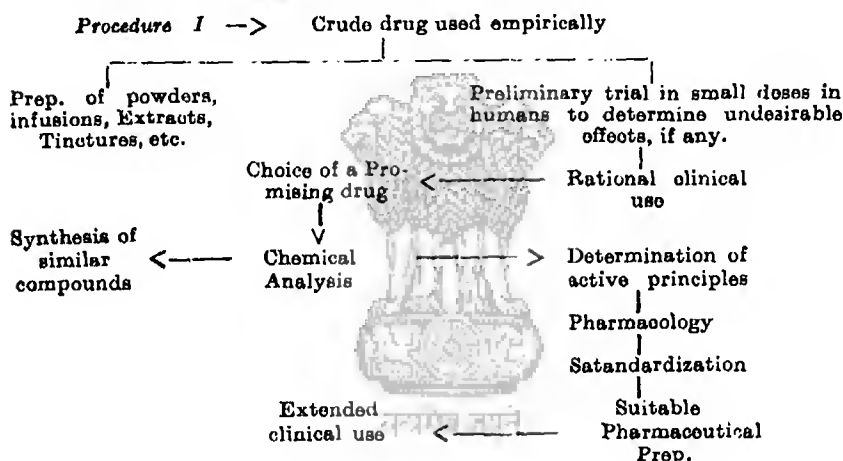 Procedure I —> Crude drug used empirically
Prep. of powders,
infusions, Extracts,
Tinctures, etc.
Preliminary trial in small doses in
humans to determine undesirable
effects, if any.
Choice of a Pro-
mising drug
Rational clinical
use
Synthesis of
similar
compounds
Chemical
Analysis
Determination of
active principles
Pharmacology
Satandardization
Extended
clinical use
Suitable
Pharmaceutical
Prep.